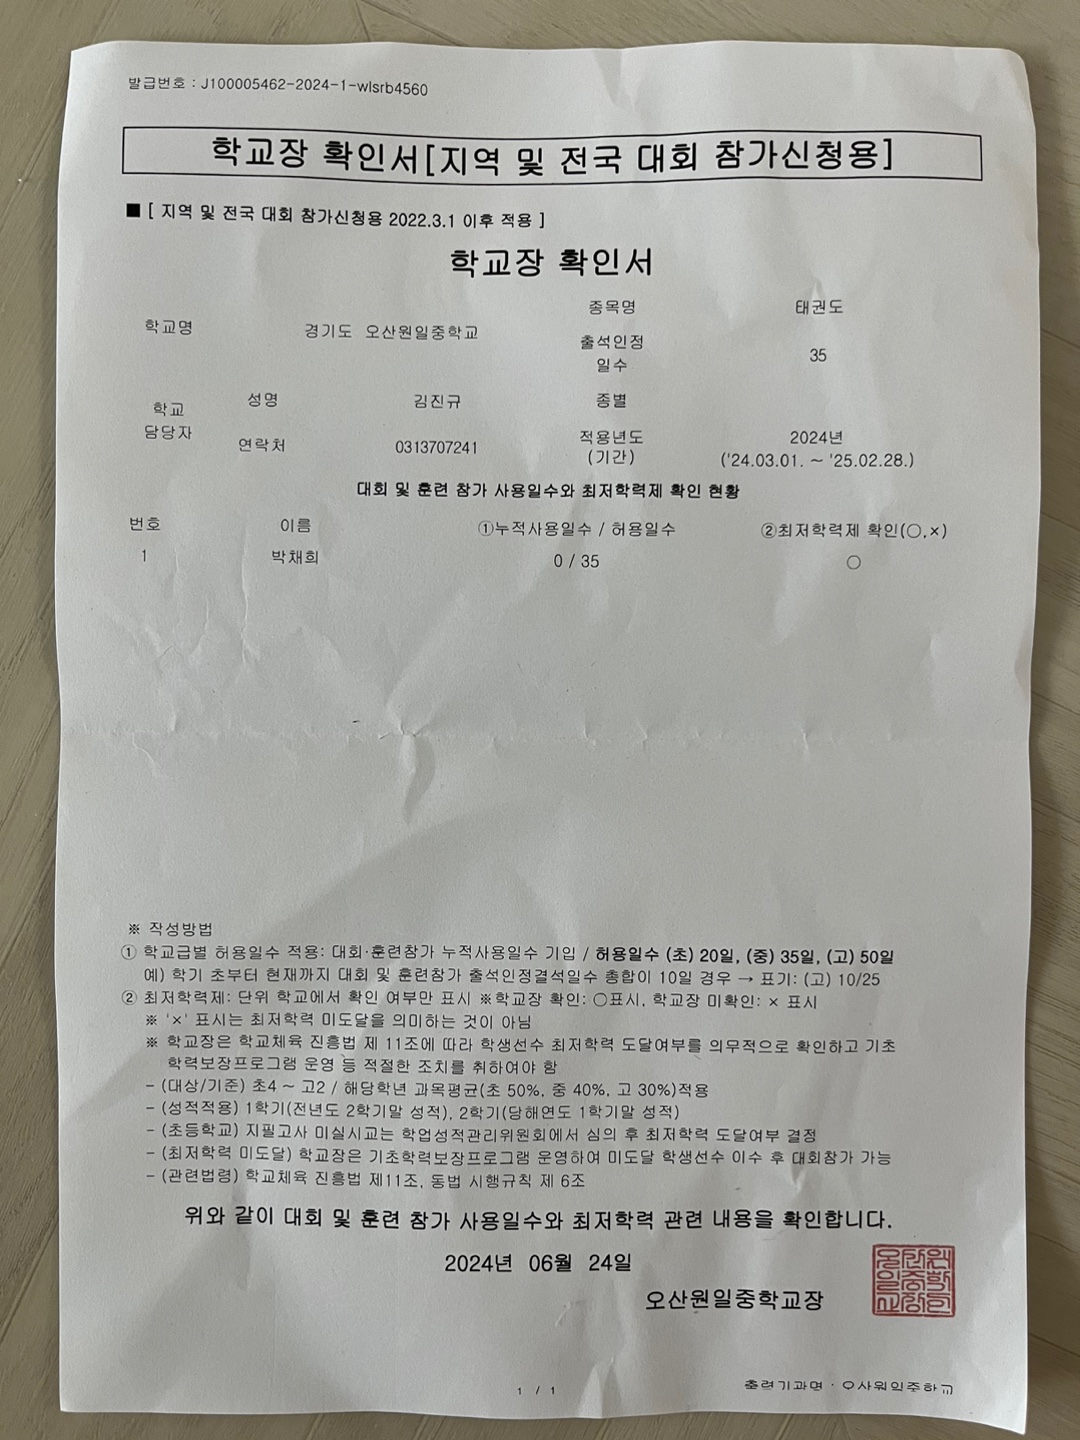 발급번호 : J100005462-2024-1-wlsrb4560
학교장 확인서[지역 및 전국 대회 참가신청용]
■ [ 지역 및 전국 대회 참가신청용 2022.3.1 이후 적용 ]
학교장 확인서
학교명 경기도 오산원일중학교 종목명 태권도
출석인정 일수 35
학교 담당자 성명 김진규 종별
연락처 0313707241 적용년도 (기간) 2024년 ('24.03.01. ~ '25.02.28.)
대회 및 훈련 참가 사용일수와 최저학력제 확인 현황
번호 이름 ①누적사용일수 / 허용일수 ②최저학력제 확인(○,×)
1 박채희 0 / 35 ○
※ 작성방법
① 학교급별 허용일수 적용: 대회·훈련참가 누적사용일수 기입 / 허용일수 (초) 20일, (중) 35일, (고) 50일
예) 학기 초부터 현재까지 대회 및 훈련참가 출석인정결석일수 총합이 10일 경우 → 표기: (고) 10/25
② 최저학력제: 단위 학교에서 확인 여부만 표시 ※학교장 확인: ○표시, 학교장 미확인: × 표시
※ '×' 표시는 최저학력 미도달을 의미하는 것이 아님
※ 학교장은 학교체육 진흥법 제 11조에 따라 학생선수 최저학력 도달여부를 의무적으로 확인하고 기초
학력보장프로그램 운영 등 적절한 조치를 취하여야 함
- (대상/기준) 초4 ~ 고2 / 해당학년 과목평균(초 50%, 중 40%, 고 30%)적용
- (성적적용) 1학기(전년도 2학기말 성적), 2학기(당해연도 1학기말 성적)
- (초등학교) 지필고사 미실시교는 학업성적관리위원회에서 심의 후 최저학력 도달여부 결정
- (최저학력 미도달) 학교장은 기초학력보장프로그램 운영하여 미도달 학생선수 이수 후 대회참가 가능
- (관련법령) 학교체육 진흥법 제11조, 동법 시행규칙 제 6조
위와 같이 대회 및 훈련 참가 사용일수와 최저학력 관련 내용을 확인합니다.
2024년 06월 24일
오산원일중학교장
1 / 1